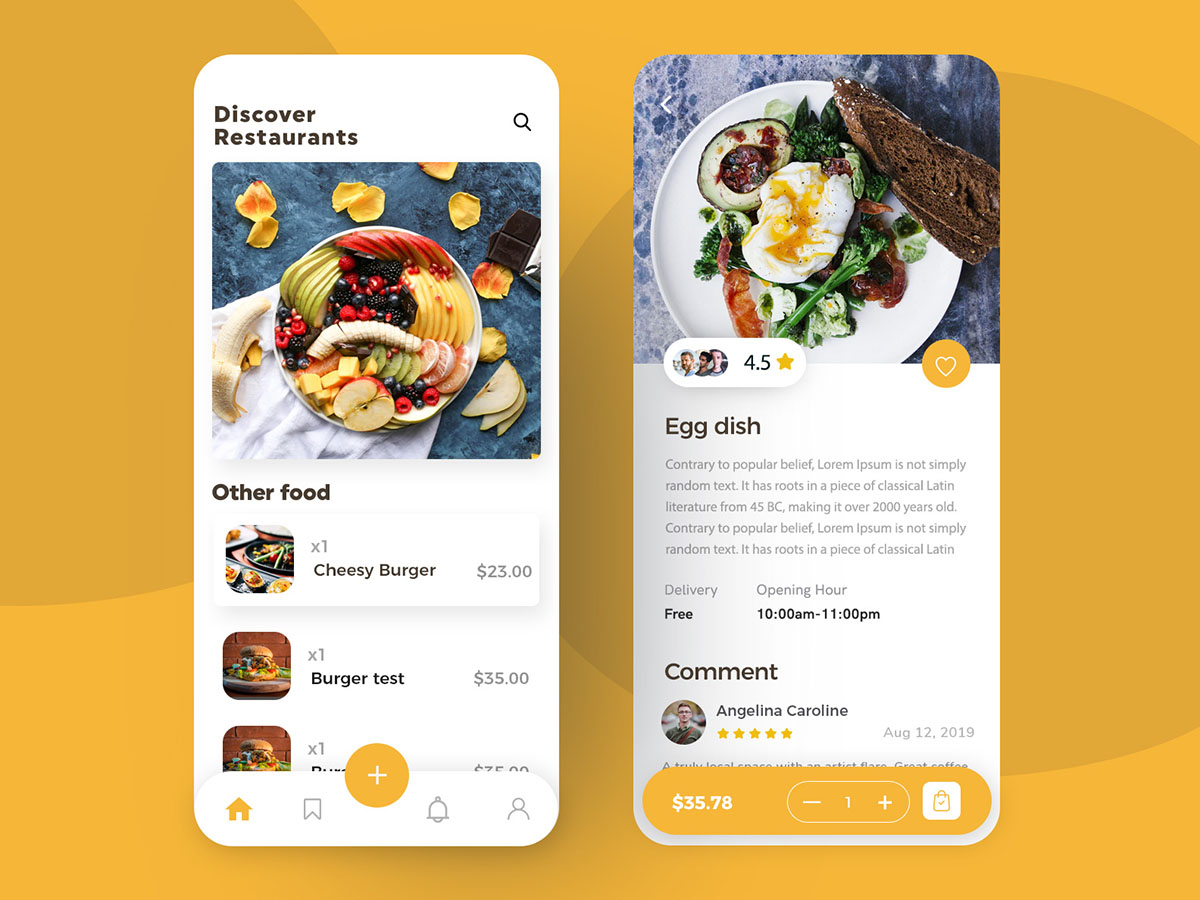 Discover
Restaurants
Other food
x1
Cheesy Burger
$23.00
x1
Burger test
$35.00
x1
4.5
Egg dish
Contrary to popular belief, Lorem Ipsum is not simply
random text. It has roots in a piece of classical Latin
literature from 45 BC, making it over 2000 years old.
Contrary to popular belief, Lorem Ipsum is not simply
random text. It has roots in a piece of classical Latin
Delivery
Opening Hour
Free
10:00am-11:00pm
Comment
Angelina Caroline
Aug 12, 2019
A truly local space with an artist flare. Great coffee
$35.78
1